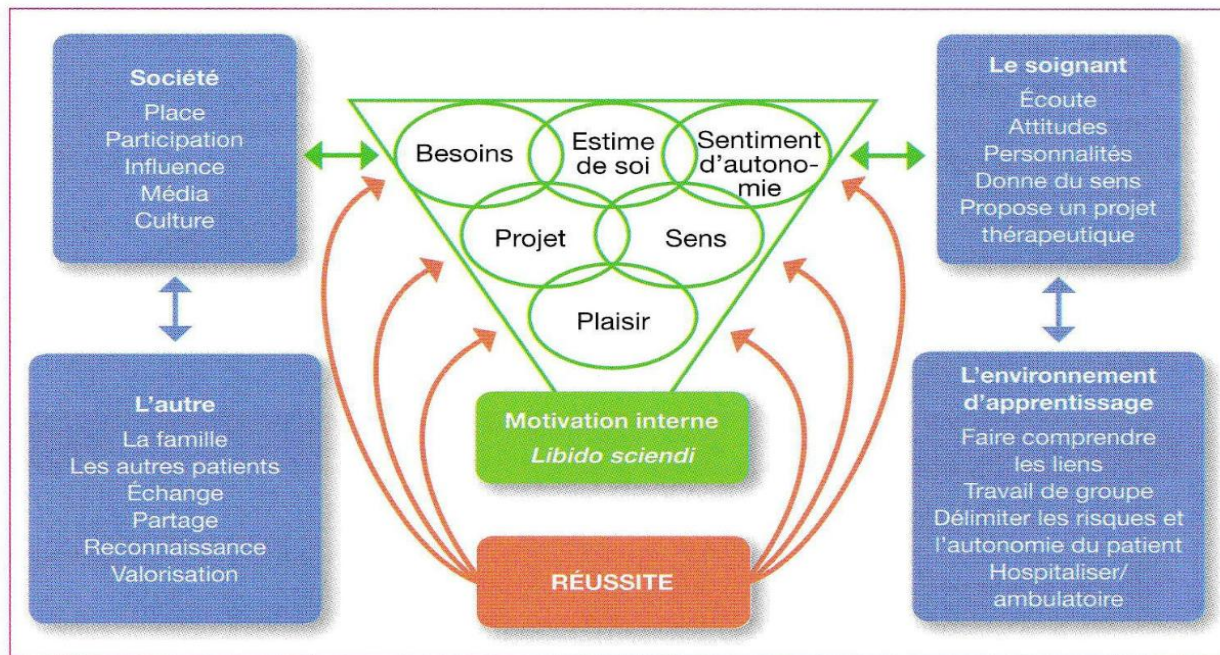 Société
Place
Participation
Influence
Média
Culture
L'autre
La famille
Les autres patients
Échange
Partage
Reconnaissance
Valorisation
Besoins
Estime
de soi
Sentiment
d'autono-
mie
Projet
Sens
Plaisir
Motivation interne
Libido sciendi
RÉUSSITE
Le soignant
Écoute
Attitudes
Personnalités
Donne du sens
Propose un projet
thérapeutique
L'environnement
d'apprentissage
Faire comprendre
les liens
Travail de groupe
Délimiter les risques et
l'autonomie du patient
Hospitaliser/
ambulatoire